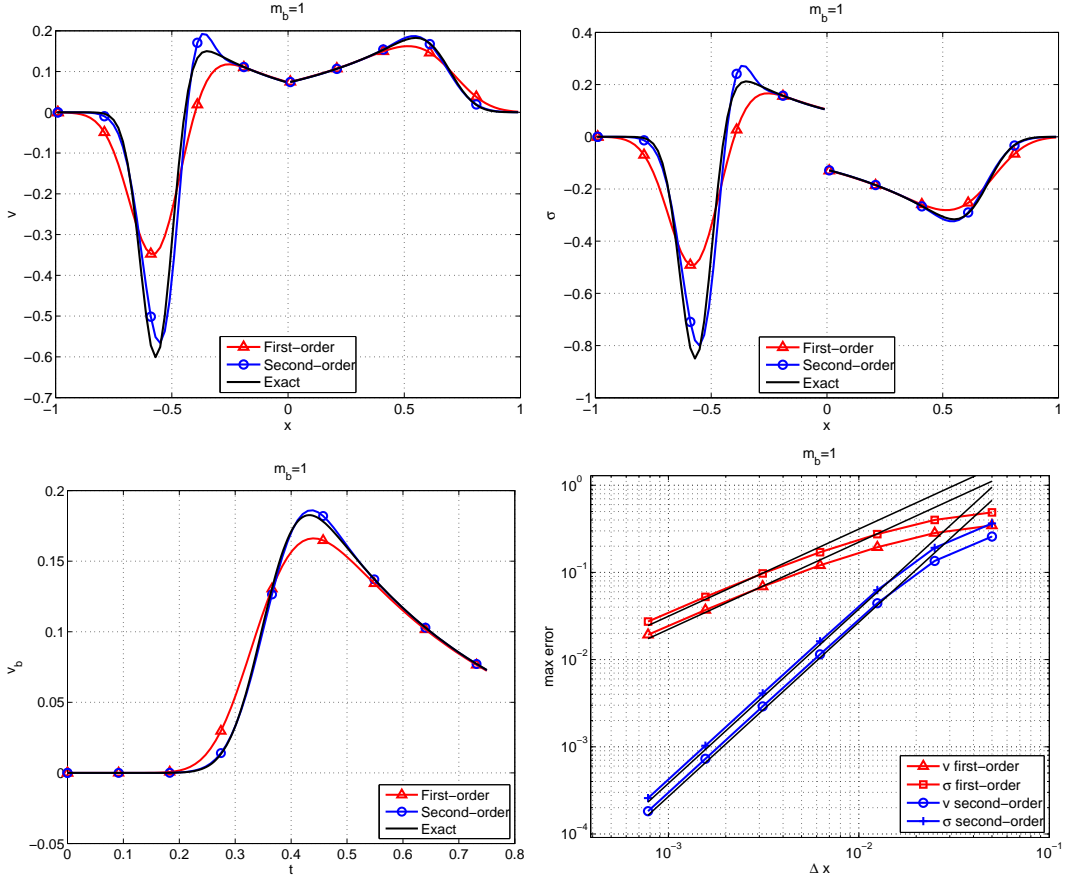 m_b=1
0.2
0.1
0
−0.1
−0.2
−0.3
−0.4
−0.5
−0.6
−0.7
v
−1
−0.5
0
0.5
1
x
First−order
Second−order
Exact
m_b=1
0.4
0.2
0
−0.2
−0.4
−0.6
−0.8
−1
σ
−1
−0.5
0
0.5
1
x
First−order
Second−order
Exact
m_b=1
0.2
0.15
0.1
0.05
0
−0.05
v_b
0
0.1
0.2
0.3
0.4
0.5
0.6
0.7
0.8
t
First−order
Second−order
Exact
m_b=1
10^0
10^−1
10^−2
10^−3
10^−4
max error
10^−3
10^−2
10^−1
Δ x
v first−order
σ first−order
v second−order
σ second−order